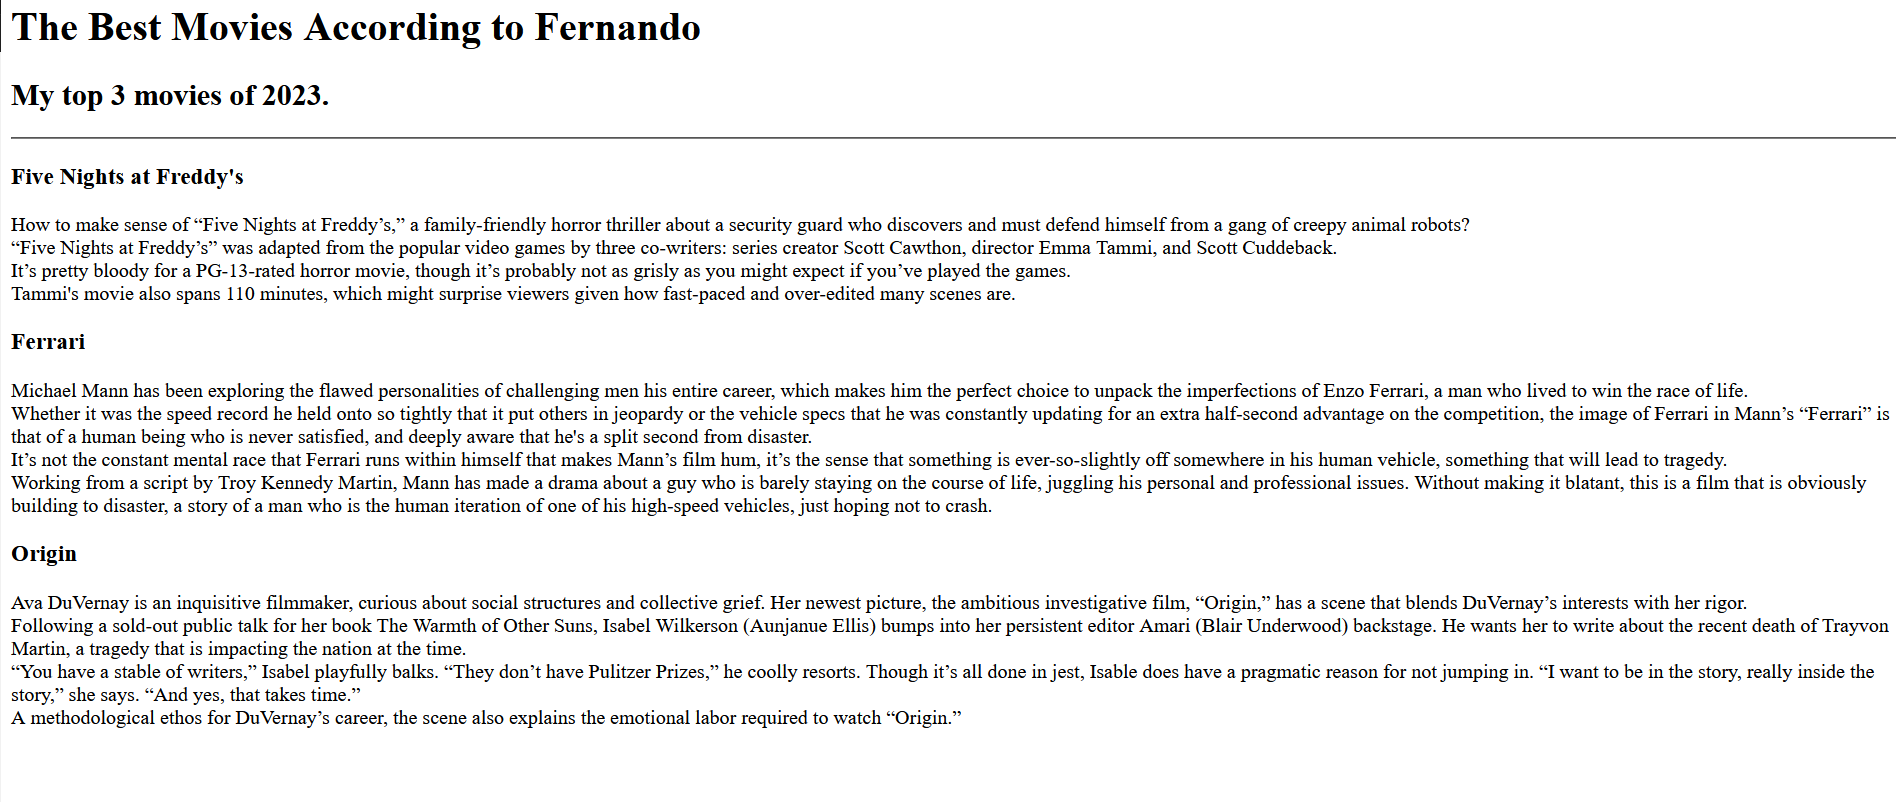 The Best Movies According to Fernando
My top 3 movies of 2023.
Five Nights at Freddy's
How to make sense of “Five Nights at Freddy’s,” a family-friendly horror thriller about a security guard who discovers and must defend himself from a gang of creepy animal robots?
“Five Nights at Freddy’s” was adapted from the popular video games by three co-writers: series creator Scott Cawthon, director Emma Tammi, and Scott Cuddeback.
It’s pretty bloody for a PG-13-rated horror movie, though it’s probably not as grisly as you might expect if you’ve played the games.
Tammi's movie also spans 110 minutes, which might surprise viewers given how fast-paced and over-edited many scenes are.
Ferrari
Michael Mann has been exploring the flawed personalities of challenging men his entire career, which makes him the perfect choice to unpack the imperfections of Enzo Ferrari, a man who lived to win the race of life.
Whether it was the speed record he held onto so tightly that it put others in jeopardy or the vehicle specs that he was constantly updating for an extra half-second advantage on the competition, the image of Ferrari in Mann’s “Ferrari” is
that of a human being who is never satisfied, and deeply aware that he's a split second from disaster.
It’s not the constant mental race that Ferrari runs within himself that makes Mann’s film hum, it’s the sense that something is ever-so-slightly off somewhere in his human vehicle, something that will lead to tragedy.
Working from a script by Troy Kennedy Martin, Mann has made a drama about a guy who is barely staying on the course of life, juggling his personal and professional issues. Without making it blatant, this is a film that is obviously
building to disaster, a story of a man who is the human iteration of one of his high-speed vehicles, just hoping not to crash.
Origin
Ava DuVernay is an inquisitive filmmaker, curious about social structures and collective grief. Her newest picture, the ambitious investigative film, “Origin,” has a scene that blends DuVernay’s interests with her rigor.
Following a sold-out public talk for her book The Warmth of Other Suns, Isabel Wilkerson (Aunjanue Ellis) bumps into her persistent editor Amari (Blair Underwood) backstage. He wants her to write about the recent death of Trayvon
Martin, a tragedy that is impacting the nation at the time.
“You have a stable of writers,” Isabel playfully balks. “They don’t have Pulitzer Prizes,” he coolly resorts. Though it’s all done in jest, Isable does have a pragmatic reason for not jumping in. “I want to be in the story, really inside the
story,” she says. “And yes, that takes time.”
A methodological ethos for DuVernay’s career, the scene also explains the emotional labor required to watch “Origin.”